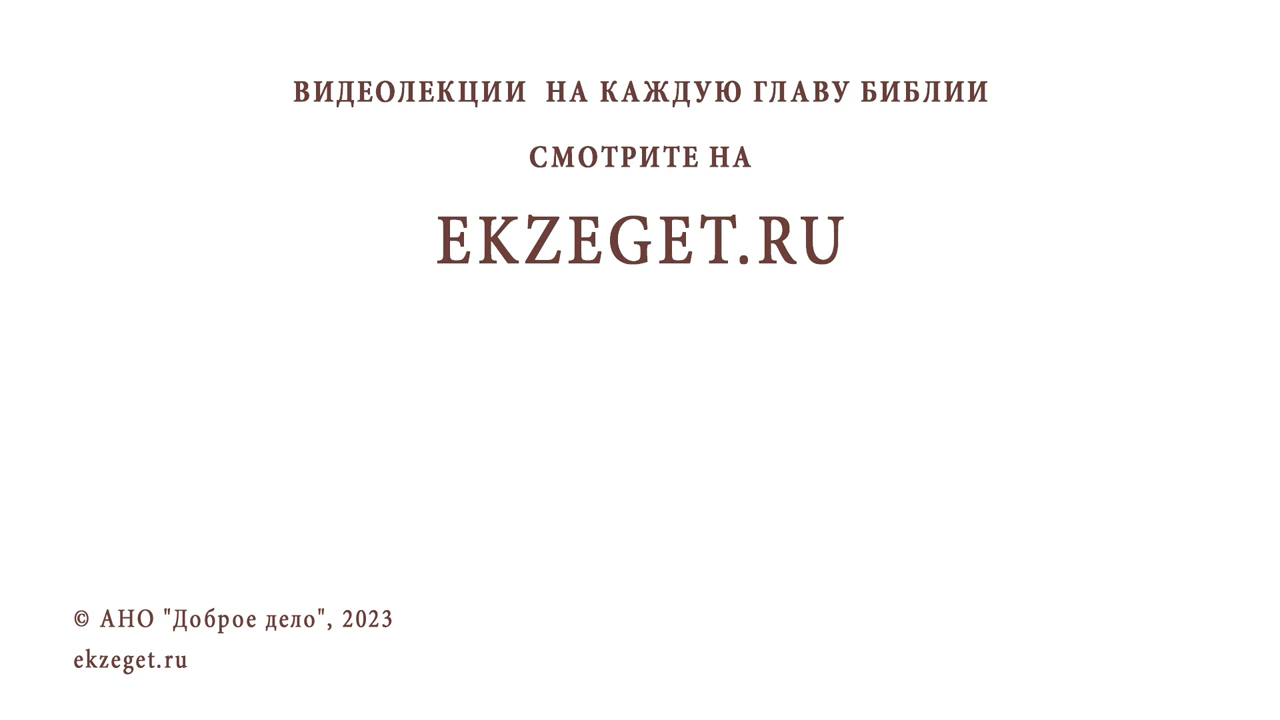 ВИДЕОЛЕКЦИИ НА КАЖДУЮ ГЛАВУ БИБЛИИ
СМОТРИТЕ НА
EKZEGET.RU
© АНО "Доброе дело", 2023
ekzeget.ru